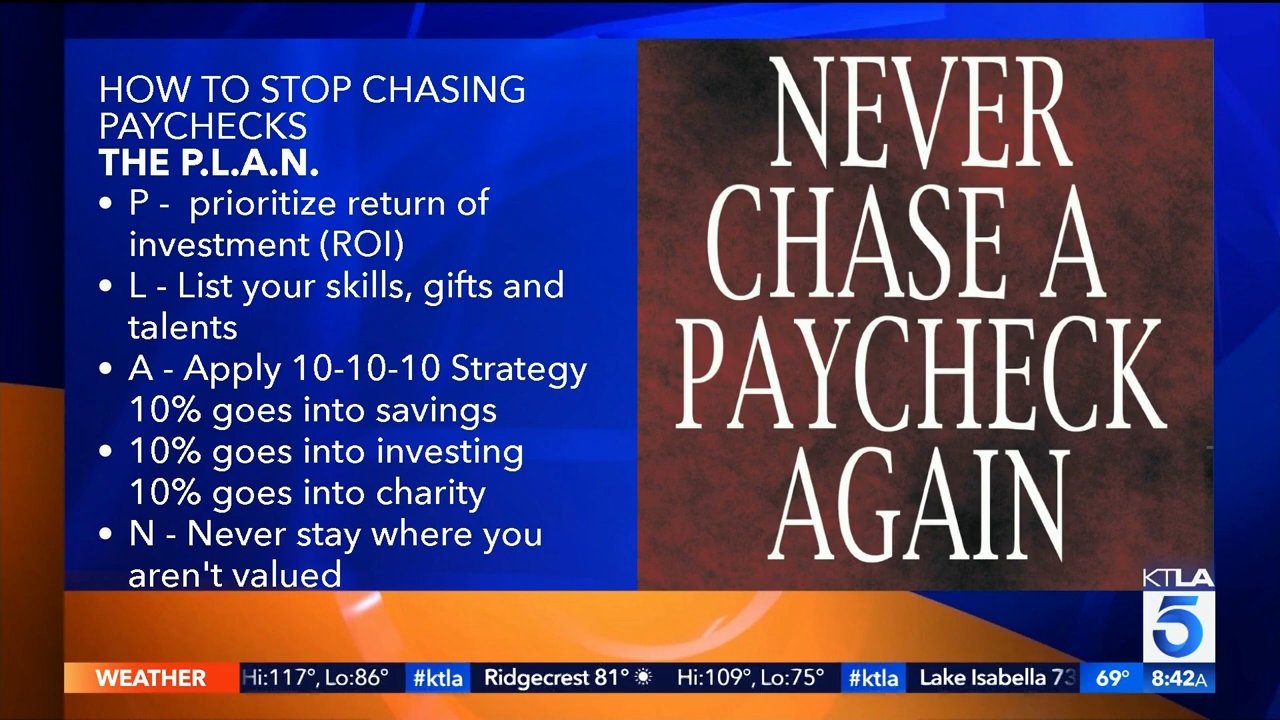 HOW TO STOP CHASING
PAYCHECKS
THE P.L.A.N.
• P -  prioritize return of
investment (ROI)
• L - List your skills, gifts and
talents
• A - Apply 10-10-10 Strategy
10% goes into savings
• 10% goes into investing
10% goes into charity
• N - Never stay where you
aren't valued
NEVER
CHASE A
PAYCHECK
AGAIN
KTLA
5
WEATHER Hi:117°, Lo:86° #ktla Ridgecrest 81° Hi:109°, Lo:75° #ktla Lake Isabella 73 69° 8:42A